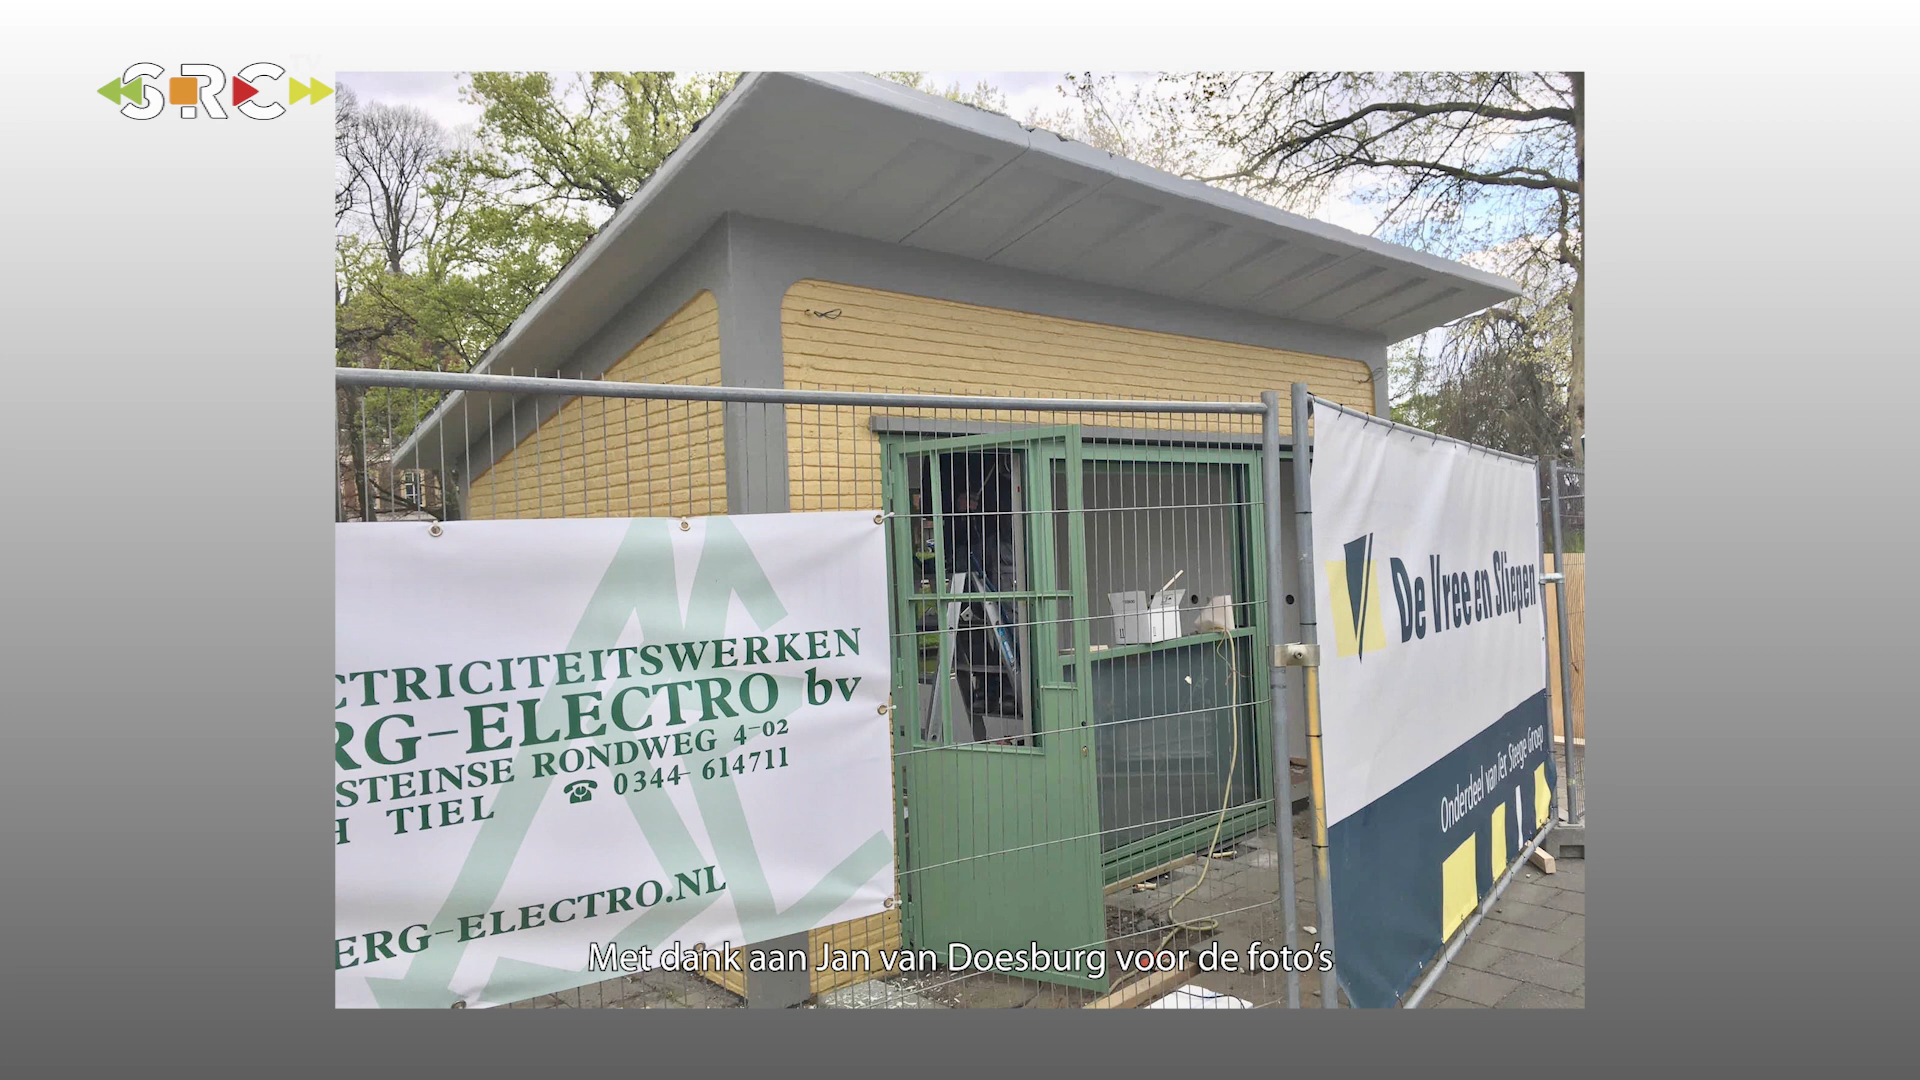 SRC
CTRICITEITSWERKEN
RG-ELECTRO bv
STEINSE RONDWEG 4-02
H TIEL ☎ 0344-614711
ERG-ELECTRO.NL
De Vree en Sliepen
Onderdeel van Ter Steege Groep
Met dank aan Jan van Doesburg voor de foto's